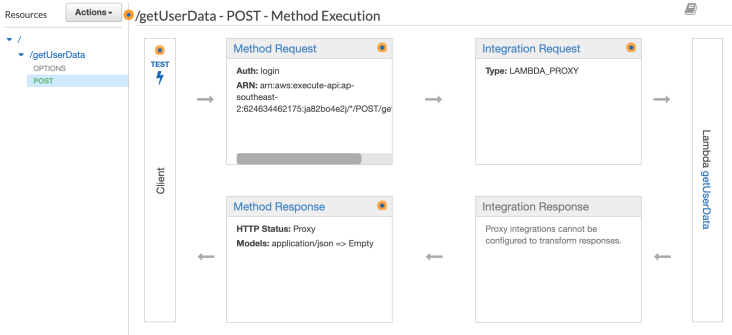 Resources
Actions
/getUserData - POST - Method Execution
/
/getUserData
OPTIONS
POST
TEST
Client
Method Request
Auth: login
ARN: arn:aws:execute-api:ap-
southeast-
2:624634462175:ja82bo4e2j/*/POST/get
Integration Request
Type: LAMBDA_PROXY
Lambda getUserData
Method Response
HTTP Status: Proxy
Models: application/json => Empty
Integration Response
Proxy integrations cannot be
configured to transform responses.